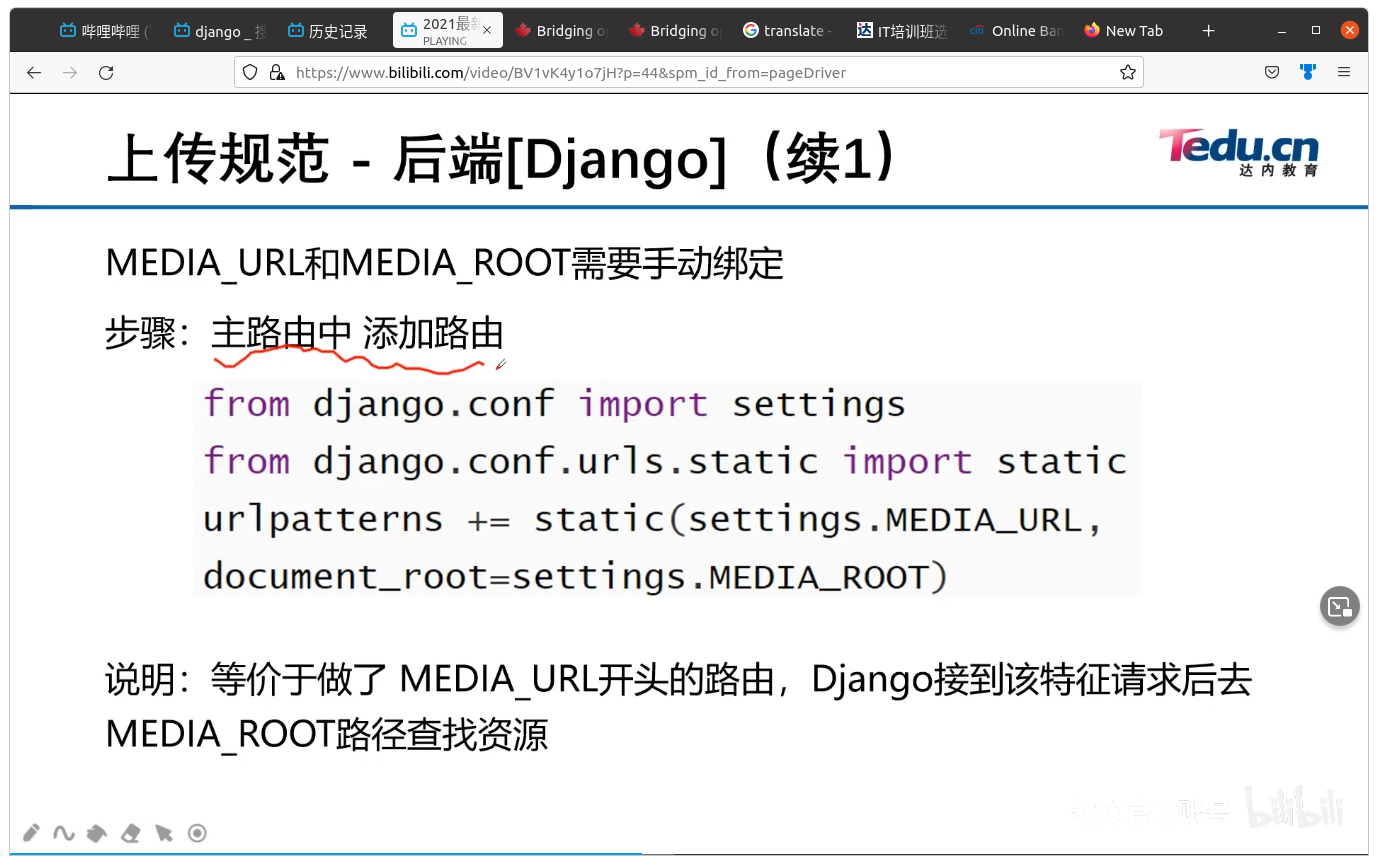 哔哩哔哩 (
django _ 搜
历史记录
2021最新
PLAYING
Bridging o
Bridging o
translate -
IT培训班选
citi
Online Ban
New Tab
https://www.bilibili.com/video/BV1vK4y1o7jH?p=44&spm_id_from=pageDriver
上传规范 - 后端[Django]（续1）
Tedu.cn
达内教育
MEDIA_URL和MEDIA_ROOT需要手动绑定
步骤：主路由中 添加路由
from django.conf import settings
from django.conf.urls.static import static
urlpatterns += static(settings.MEDIA_URL,
document_root=settings.MEDIA_ROOT)
说明：等价于做了 MEDIA_URL开头的路由，Django接到该特征请求后去
MEDIA_ROOT路径查找资源
bilibili